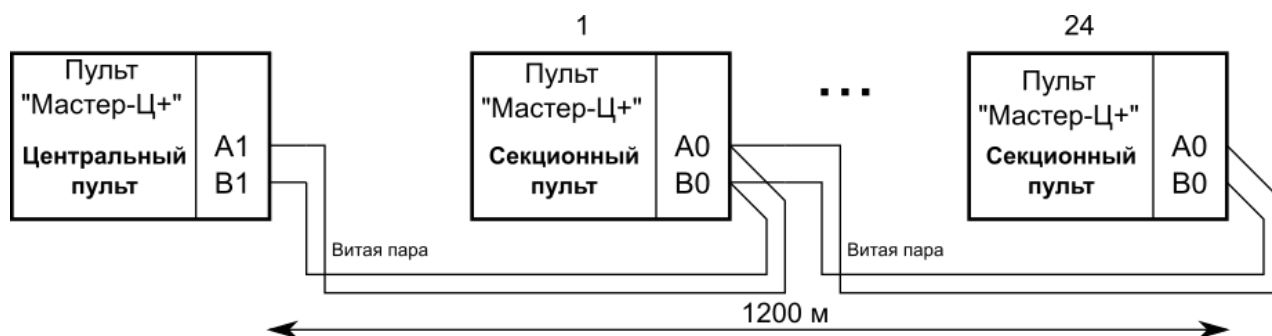 1
24
Пульт
"Мастер-Ц+"
Центральный
пульт
A1
B1
Пульт
"Мастер-Ц+"
Секционный
пульт
A0
B0
...
Пульт
"Мастер-Ц+"
Секционный
пульт
A0
B0
Витая пара
Витая пара
1200 м